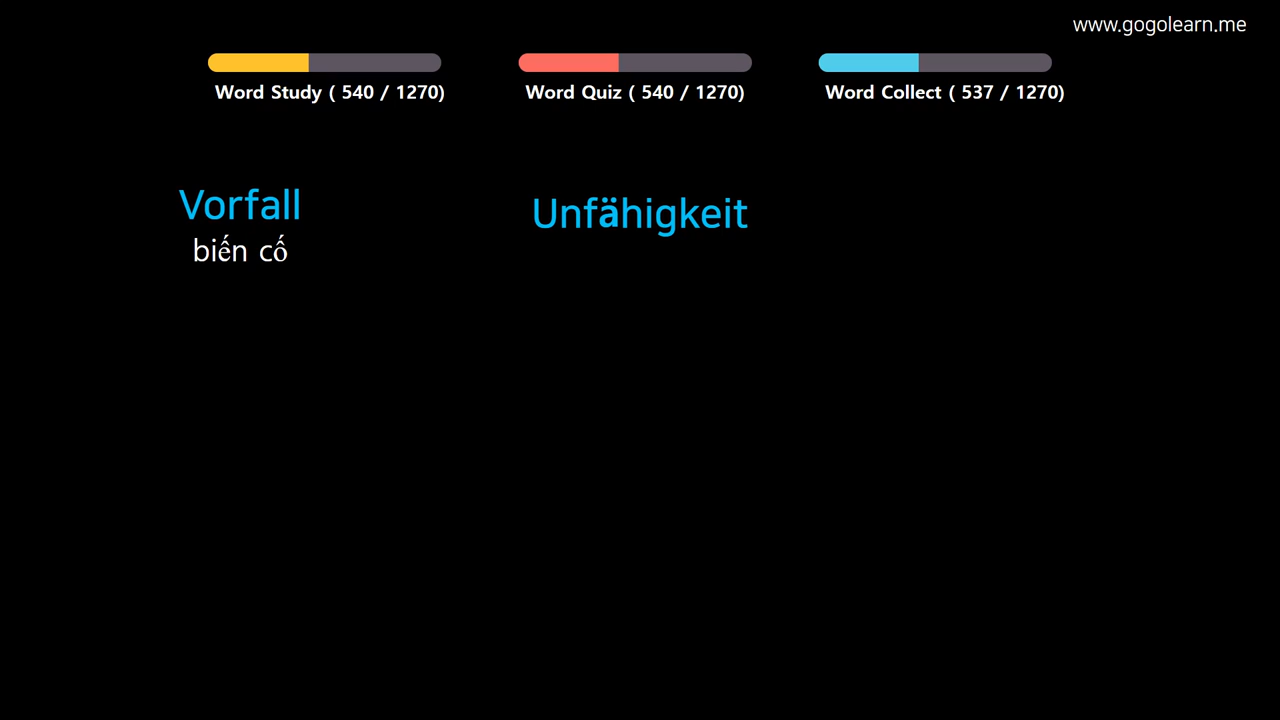 www.gogolearn.me
Word Study ( 540 / 1270)
Word Quiz ( 540 / 1270)
Word Collect ( 537 / 1270)
Vorfall
biến cố
Unfähigkeit